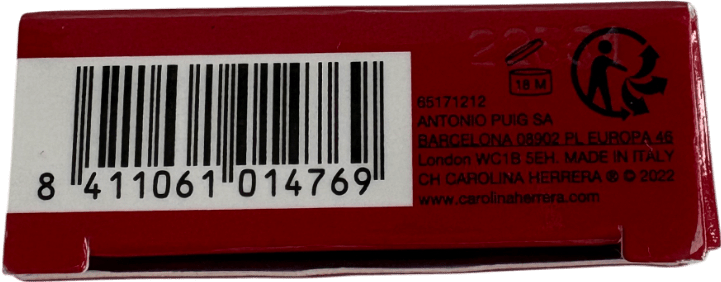 18 M
65171212
ANTONIO PUIG SA
BARCELONA 08902 PL.EUROPA 46
London WC1B 5EH. MADE IN ITALY
CH CAROLINA HERRERA ® © 2022
www.carolinaherrera.com
8 411061 014769